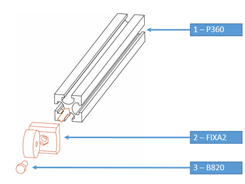 1 – P360
2 – FIXA2
3 – B820